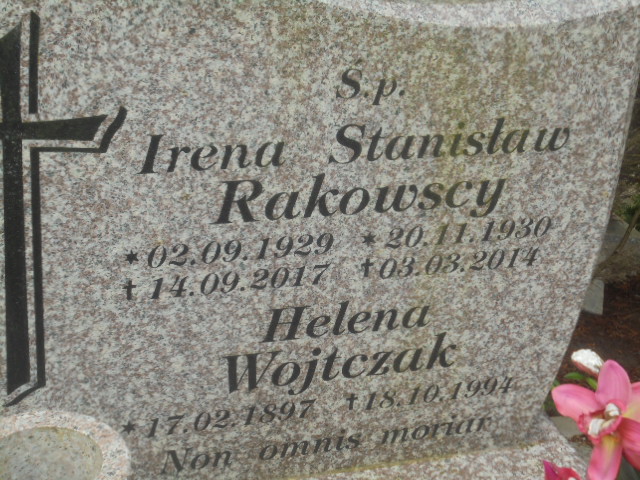 Ś.p.
Irena Stanisław
Rakowscy
*02.09.1929 *20.11.1930
†14.09.2017 †03.03.2014
Helena
Wojtczak
*17.02.1897 †18.10.1994
Non omnis moriar